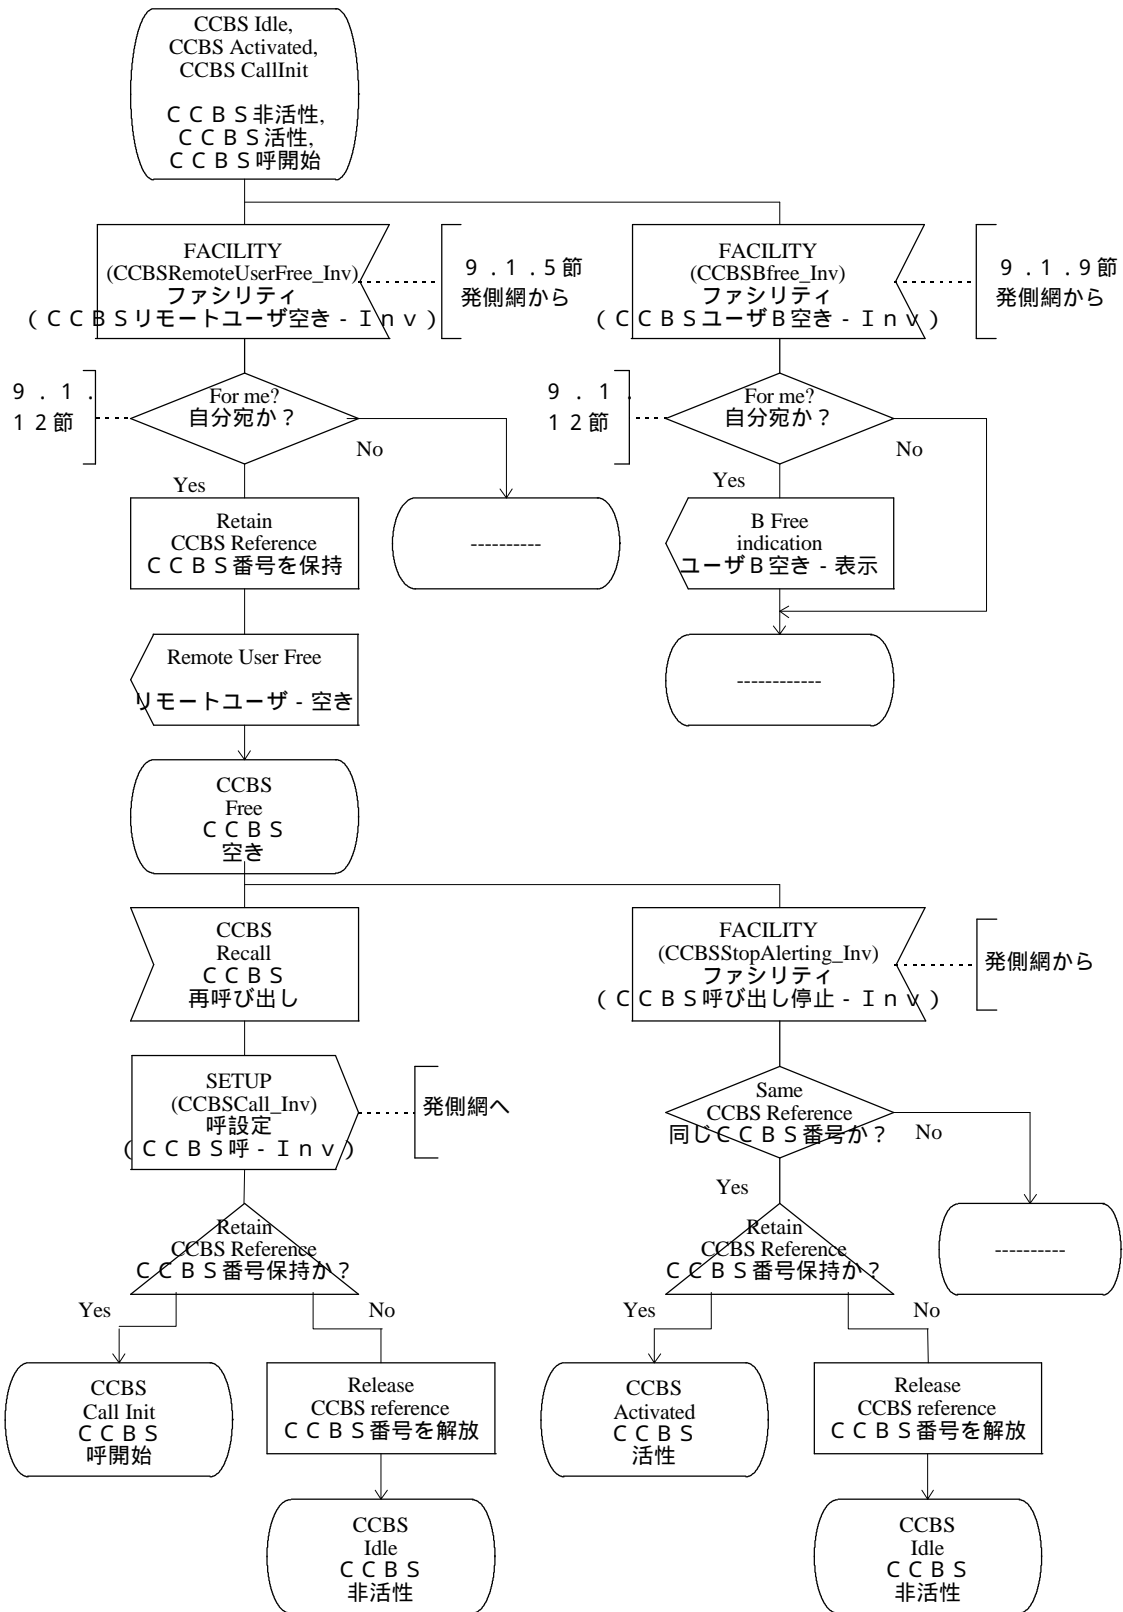 CCBS Idle,
CCBS Activated,
CCBS CallInit
ＣＣＢＳ非活性,
ＣＣＢＳ活性,
ＣＣＢＳ呼開始
FACILITY
(CCBSRemoteUserFree_Inv)
ファシリティ
(ＣＣＢＳリモートユーザ空き - Ｉｎｖ)
９．１．５節
発側網から
FACILITY
(CCBSBfree_Inv)
ファシリティ
(ＣＣＢＳユーザＢ空き - Ｉｎｖ)
９．１．９節
発側網から
９．１．
１２節
For me?
自分宛か？
No
Yes
９．１．
１２節
For me?
自分宛か？
No
Yes
Retain
CCBS Reference
ＣＣＢＳ番号を保持
----------
B Free
indication
ユーザＢ空き - 表示
Remote User Free
リモートユーザ - 空き
------------
CCBS
Free
ＣＣＢＳ
空き
CCBS
Recall
ＣＣＢＳ
再呼び出し
FACILITY
(CCBSStopAlerting_Inv)
ファシリティ
(ＣＣＢＳ呼び出し停止 - Ｉｎｖ)
発側網から
SETUP
(CCBSCall_Inv)
呼設定
(ＣＣＢＳ呼 - Ｉｎｖ)
発側網へ
Same
CCBS Reference
同じＣＣＢＳ番号か？
No
Yes
Retain
CCBS Reference
ＣＣＢＳ番号保持か？
Yes
No
Retain
CCBS Reference
ＣＣＢＳ番号保持か？
Yes
No
----------
CCBS
Call Init
ＣＣＢＳ
呼開始
Release
CCBS reference
ＣＣＢＳ番号を解放
CCBS
Activated
ＣＣＢＳ
活性
Release
CCBS reference
ＣＣＢＳ番号を解放
CCBS
Idle
ＣＣＢＳ
非活性
CCBS
Idle
ＣＣＢＳ
非活性